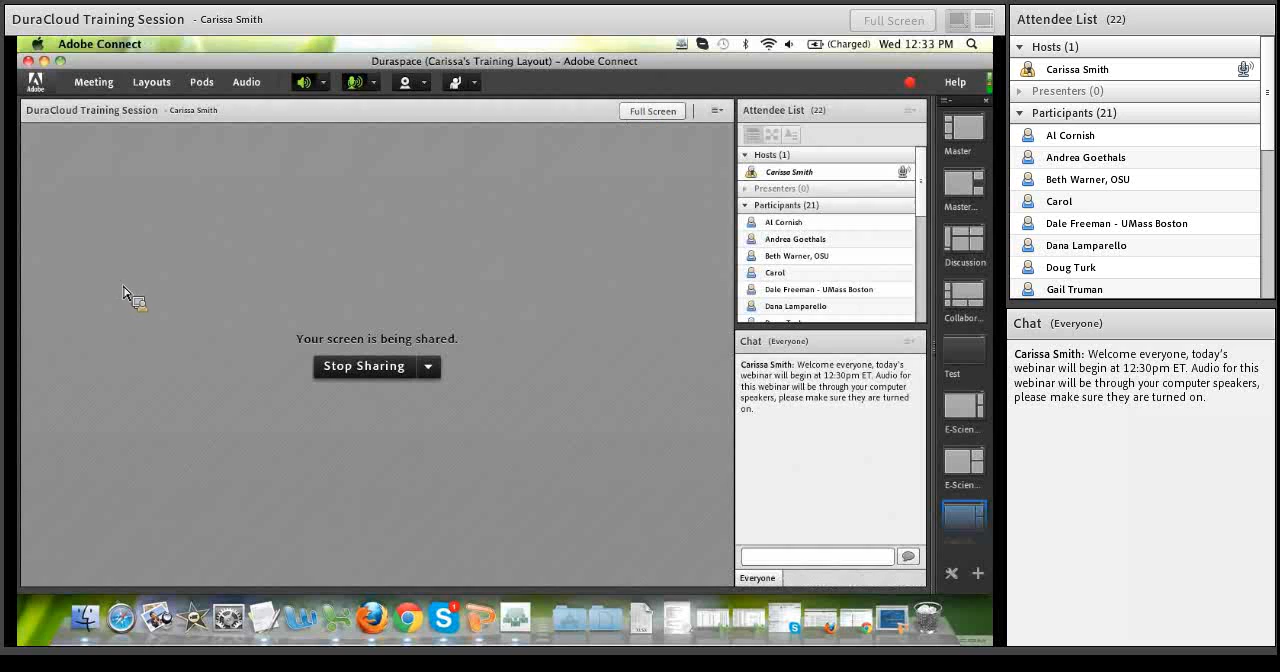 DuraCloud Training Session - Carissa Smith
Full Screen
Adobe Connect
(Charged) Wed 12:33 PM
Duraspace (Carissa's Training Layout) – Adobe Connect
Adobe
Meeting Layouts Pods Audio
Help
DuraCloud Training Session - Carissa Smith
Full Screen
Your screen is being shared.
Stop Sharing
Attendee List (22)
Hosts (1)
Carissa Smith
Presenters (0)
Participants (21)
Al Cornish
Andrea Goethals
Beth Warner, OSU
Carol
Dale Freeman - UMass Boston
Dana Lamparello
Chat (Everyone)
Carissa Smith: Welcome everyone, today's
webinar will begin at 12:30pm ET. Audio for
this webinar will be through your computer
speakers, please make sure they are turned
on.
Everyone
Master
Master...
Discussion
Collabor...
Test
E-Scien...
E-Scien...
1
Attendee List (22)
Hosts (1)
Carissa Smith
Presenters (0)
Participants (21)
Al Cornish
Andrea Goethals
Beth Warner, OSU
Carol
Dale Freeman - UMass Boston
Dana Lamparello
Doug Turk
Gail Truman
Chat (Everyone)
Carissa Smith: Welcome everyone, today's
webinar will begin at 12:30pm ET. Audio for this
webinar will be through your computer speakers,
please make sure they are turned on.